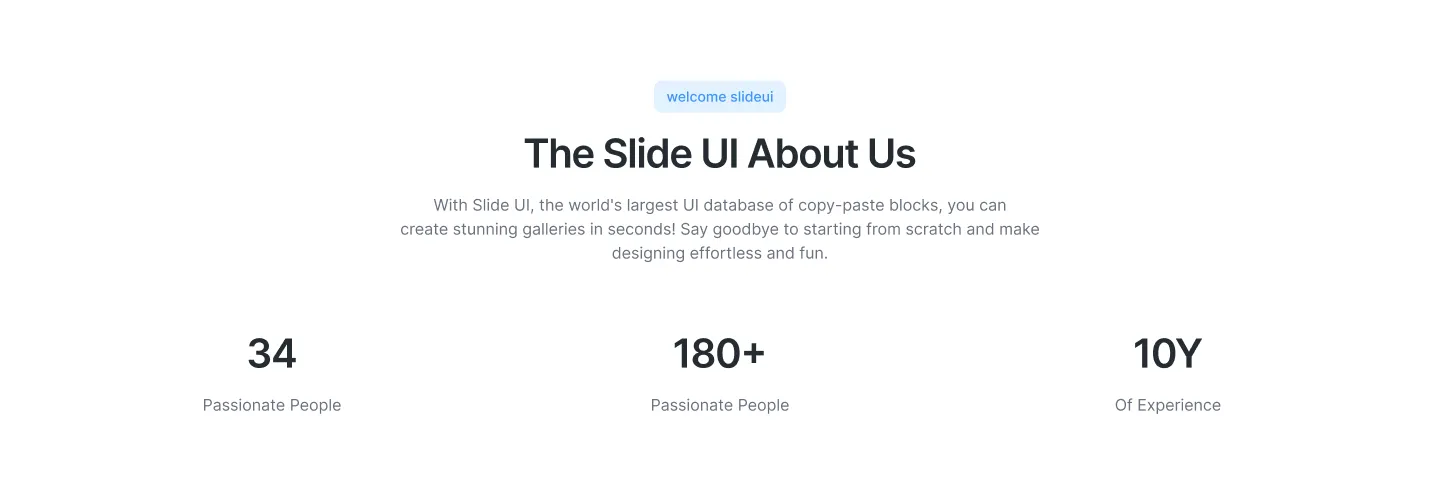 welcome slideui
The Slide UI About Us
With Slide UI, the world's largest UI database of copy-paste blocks, you can
create stunning galleries in seconds! Say goodbye to starting from scratch and make
designing effortless and fun.
34
Passionate People
180+
Passionate People
10Y
Of Experience